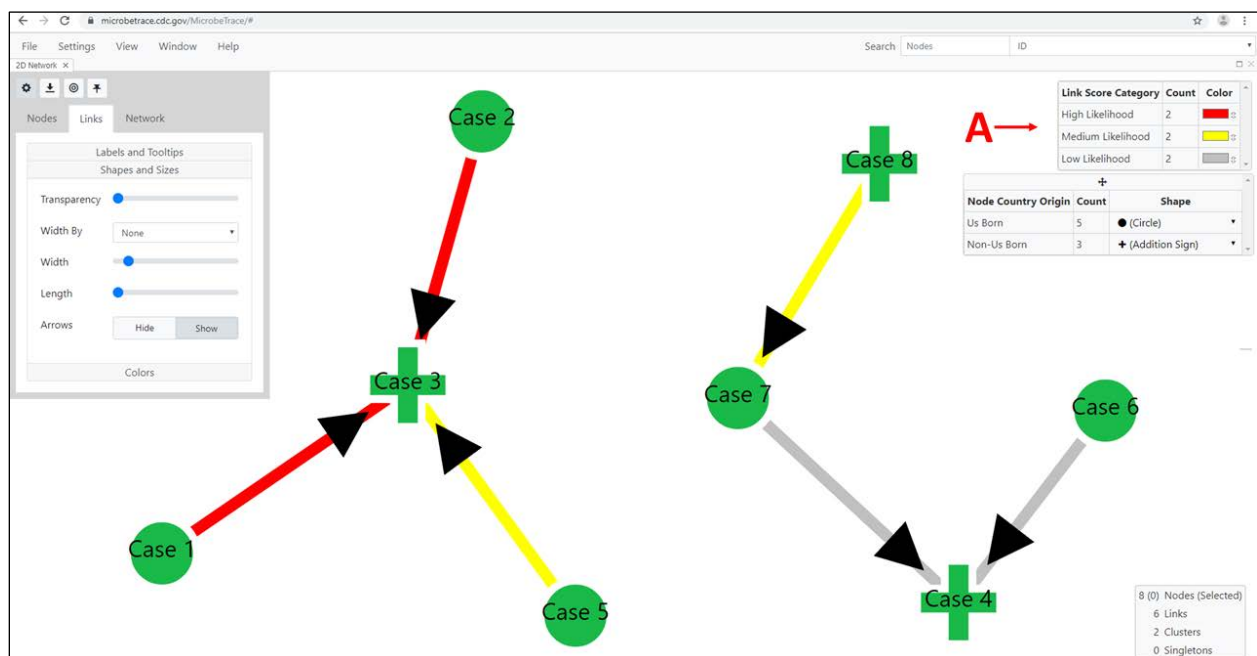 microbetrace.cdc.gov/MicrobeTrace/#
File Settings View Window Help Search Nodes ID
2D Network ×
Nodes Links Network
Labels and Tooltips
Shapes and Sizes
Transparency
Width By None
Width
Length
Arrows Hide Show
Colors
A
Link Score Category Count Color
High Likelihood 2
Medium Likelihood 2
Low Likelihood 2
Node Country Origin Count Shape
Us Born 5 (Circle)
Non-Us Born 3 (Addition Sign)
Case 2
Case 8
Case 3
Case 7
Case 6
Case 1
Case 5
Case 4
8 (0) Nodes (Selected)
6 Links
2 Clusters
0 Singletons